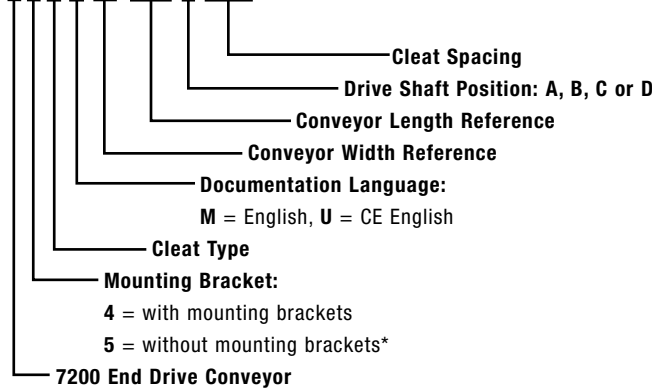 Cleat Spacing
Drive Shaft Position: A, B, C or D
Conveyor Length Reference
Conveyor Width Reference
Documentation Language:
M = English, U = CE English
Cleat Type
Mounting Bracket:
4 = with mounting brackets
5 = without mounting brackets*
7200 End Drive Conveyor